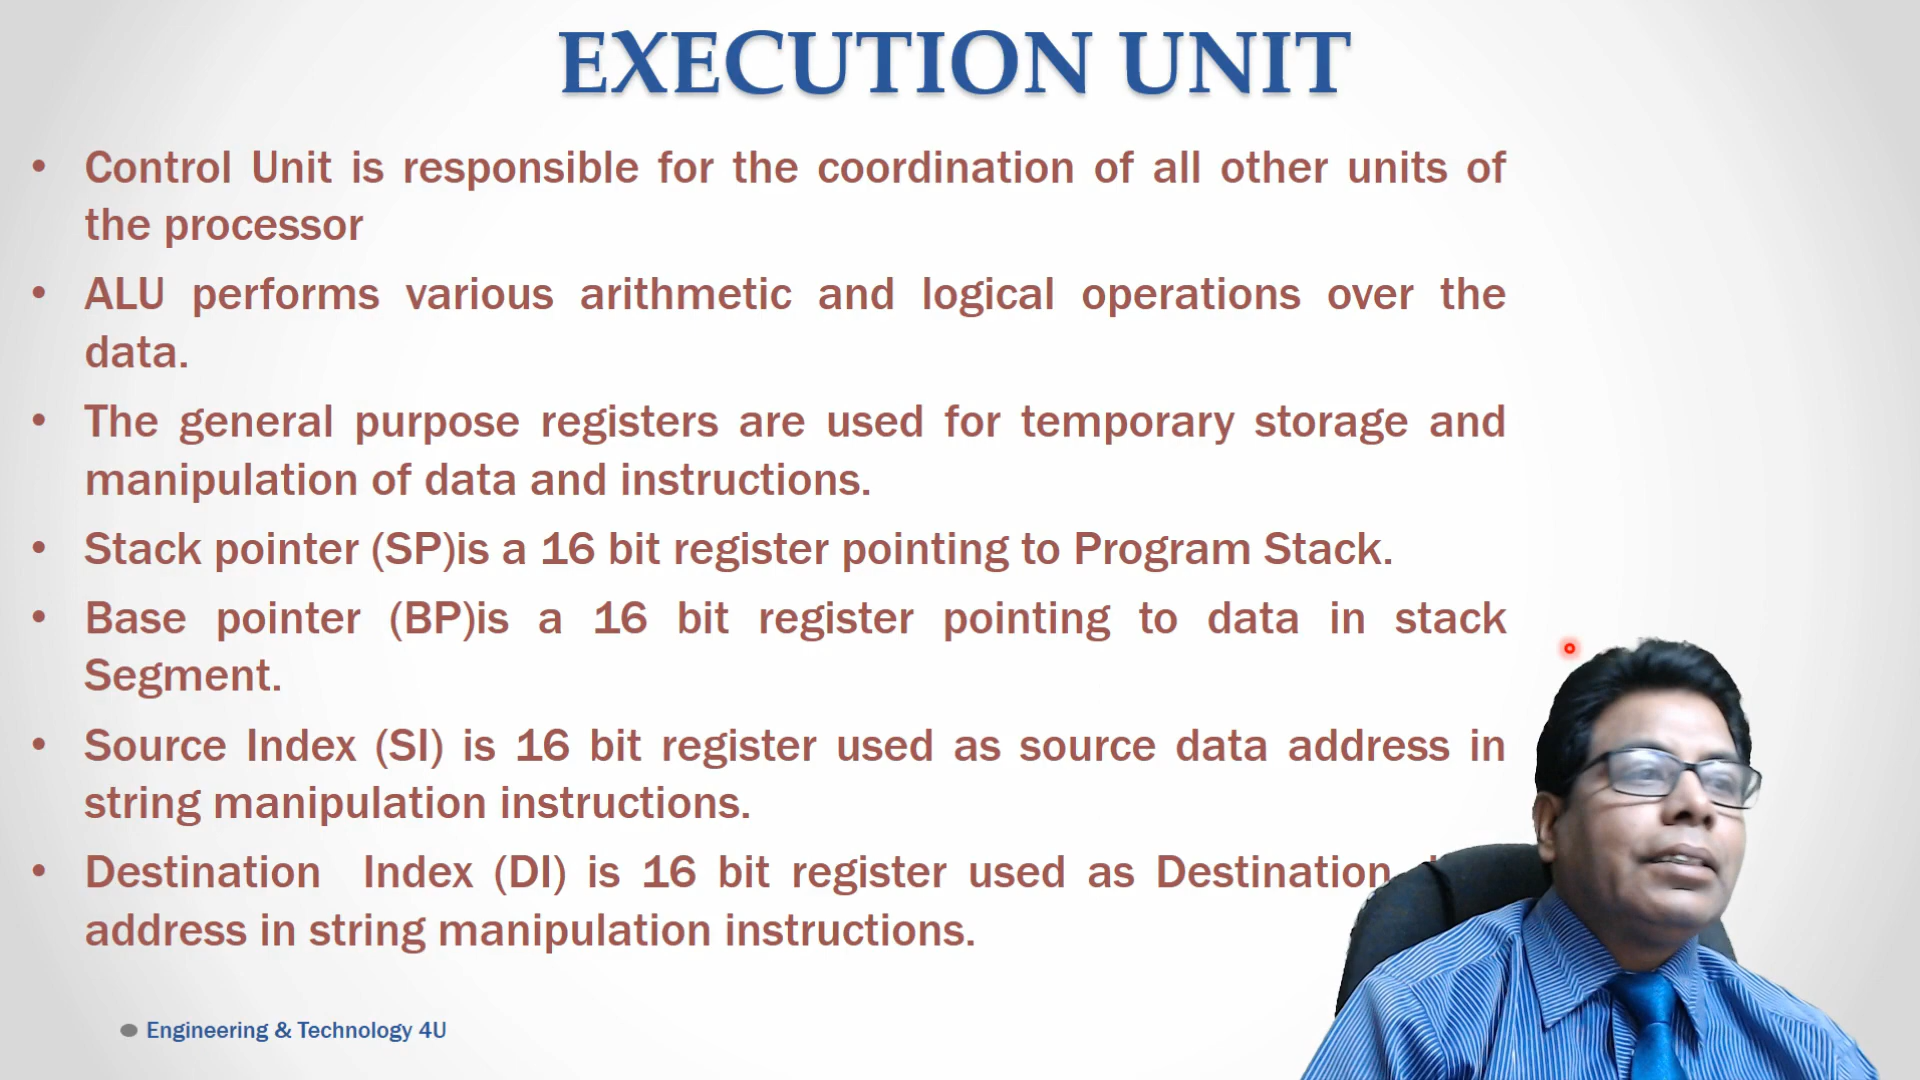 EXECUTION UNIT
• Control Unit is responsible for the coordination of all other units of
the processor
• ALU performs various arithmetic and logical operations over the
data.
• The general purpose registers are used for temporary storage and
manipulation of data and instructions.
• Stack pointer (SP)is a 16 bit register pointing to Program Stack.
• Base pointer (BP)is a 16 bit register pointing to data in stack
Segment.
• Source Index (SI) is 16 bit register used as source data address in
string manipulation instructions.
• Destination Index (DI) is 16 bit register used as Destination
address in string manipulation instructions.
Engineering & Technology 4U